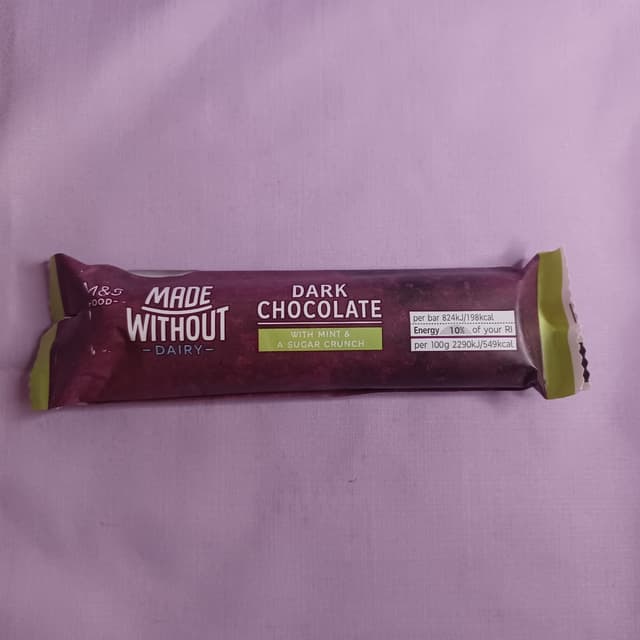 M&S
FOOD
MADE
WITHOUT
-DAIRY-
DARK
CHOCOLATE
WITH MINT &
A SUGAR CRUNCH
per bar 824kJ/198kcal
Energy 10% of your RI
per 100g 2290kJ/549kcal